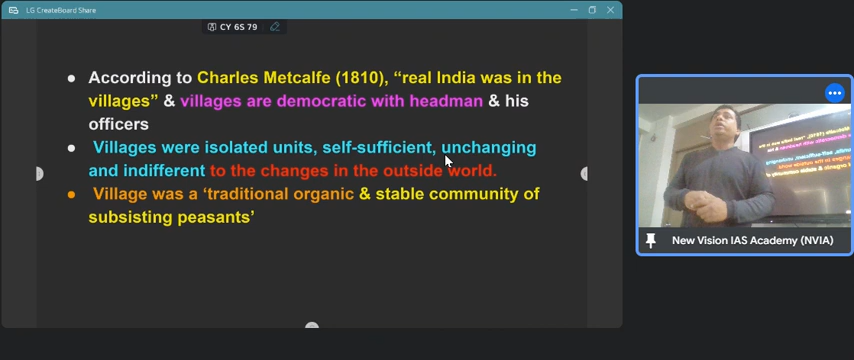 LG CreateBoard Share
CY 6S 79
● According to Charles Metcalfe (1810), “real India was in the
villages” & villages are democratic with headman & his
officers
● Villages were isolated units, self-sufficient, unchanging
and indifferent to the changes in the outside world.
● Village was a ‘traditional organic & stable community of
subsisting peasants’
New Vision IAS Academy (NVIA)